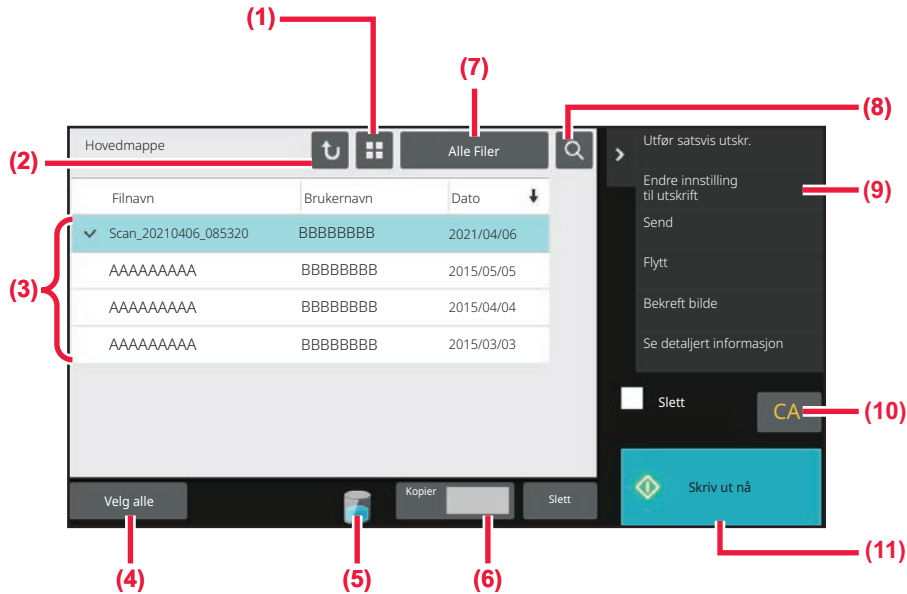 (1)
(7)
(8)
Hovedmappe
Alle Filer
Utfør satsvis utskr.
(2)
Endre innstilling
til utskrift
(9)
Filnavn Brukernavn Dato
Send
Scan_20210406_085320 BBBBBBBB 2021/04/06
Flytt
AAAAAAAAA BBBBBBBB 2015/05/05
(3)
Bekreft bilde
AAAAAAAAA BBBBBBBB 2015/04/04
Se detaljert informasjon
AAAAAAAAA BBBBBBBB 2015/03/03
Slett
CA
(10)
Velg alle
Kopier
Slett
Skriv ut nå
(11)
(4)
(5)
(6)